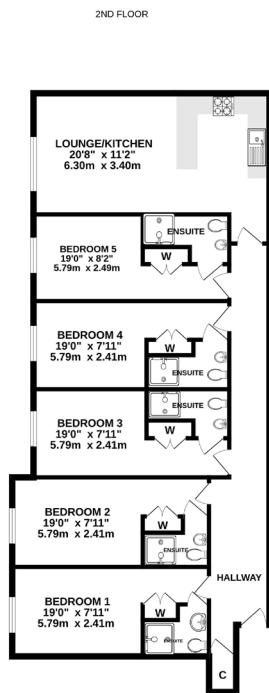 2ND FLOOR
LOUNGE/KITCHEN
20'8" x 11'2"
6.30m x 3.40m
ENSUITE
BEDROOM 5
19'0" x 8'2"
5.79m x 2.49m
W
BEDROOM 4
19'0" x 7'11"
5.79m x 2.41m
W
ENSUITE
ENSUITE
BEDROOM 3
19'0" x 7'11"
5.79m x 2.41m
W
BEDROOM 2
19'0" x 7'11"
5.79m x 2.41m
W
ENSUITE
HALLWAY
BEDROOM 1
19'0" x 7'11"
5.79m x 2.41m
W
ENSUITE
C